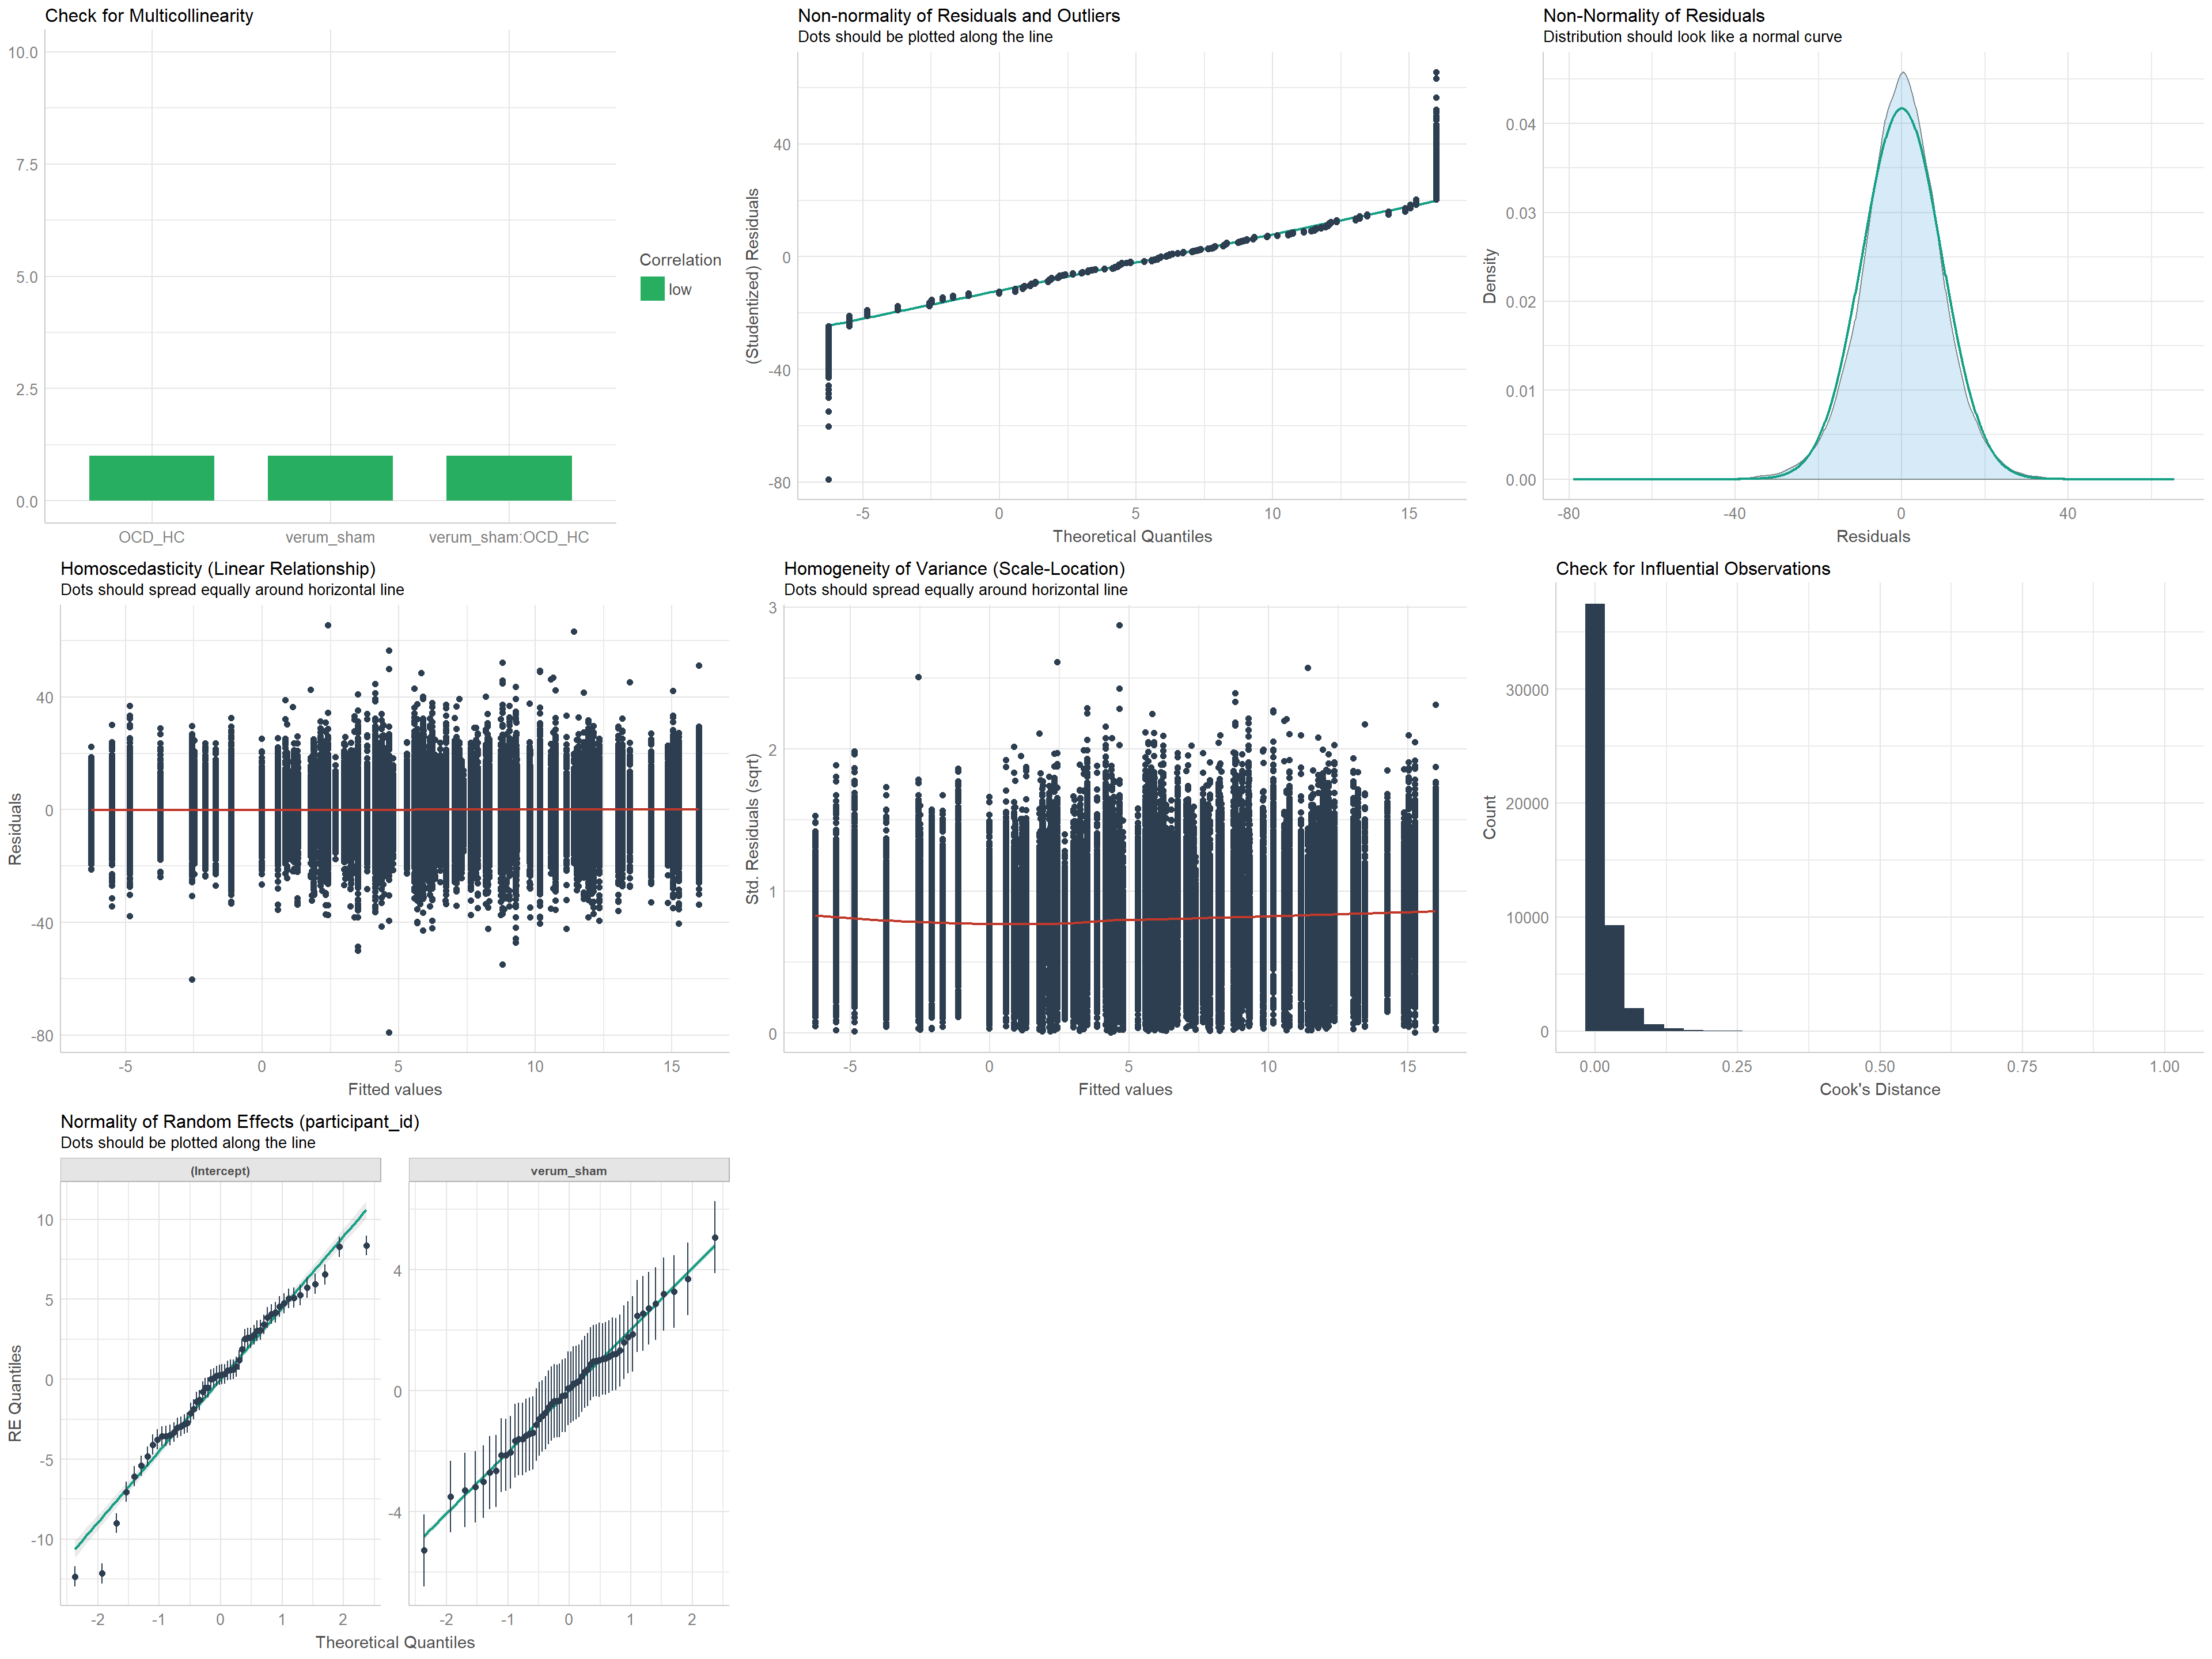 Check for Multicollinearity
10.0
7.5
5.0
2.5
0.0
OCD_HC
verum_sham
verum_sham:OCD_HC
Correlation
low
Non-normality of Residuals and Outliers
Dots should be plotted along the line
(Studentized) Residuals
40
0
-40
-80
-5
0
5
10
15
Theoretical Quantiles
Non-Normality of Residuals
Distribution should look like a normal curve
Density
0.04
0.03
0.02
0.01
0.00
-80
-40
0
40
Residuals
Homoscedasticity (Linear Relationship)
Dots should spread equally around horizontal line
Residuals
40
0
-40
-80
-5
0
5
10
15
Fitted values
Homogeneity of Variance (Scale-Location)
Dots should spread equally around horizontal line
Std. Residuals (sqrt)
3
2
1
0
-5
0
5
10
15
Fitted values
Check for Influential Observations
Count
30000
20000
10000
0
0.00
0.25
0.50
0.75
1.00
Cook's Distance
Normality of Random Effects (participant_id)
Dots should be plotted along the line
(Intercept)
verum_sham
RE Quantiles
10
5
0
-5
-10
-2
-1
0
1
2
4
0
-4
-2
-1
0
1
2
Theoretical Quantiles